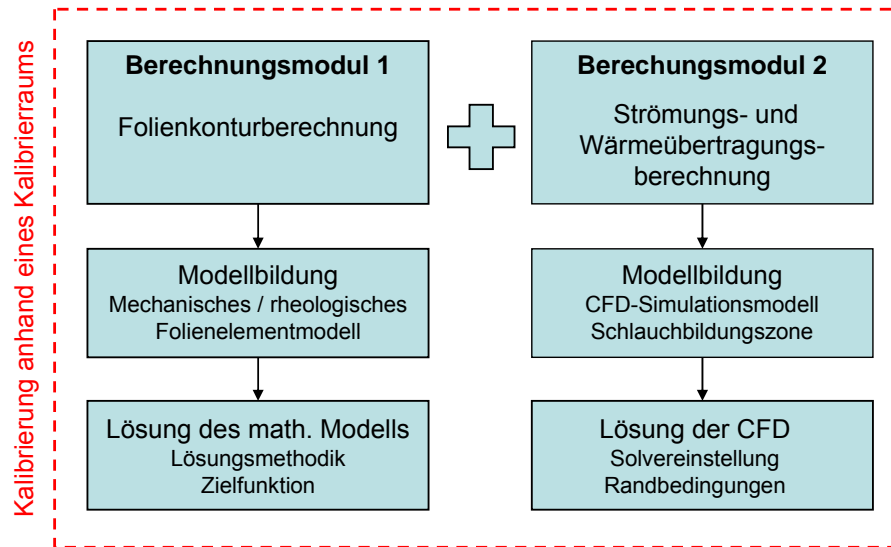 Kalibrierung anhand eines Kalibrierraums
Berechnungsmodul 1
Folienkonturberechnung
Modellbildung
Mechanisches / rheologisches
Folienelementmodell
Lösung des math. Modells
Lösungsmethodik
Zielfunktion
Berechungsmodul 2
Strömungs- und
Wärmeübertragungs-
berechnung
Modellbildung
CFD-Simulationsmodell
Schlauchbildungszone
Lösung der CFD
Solvereinstellung
Randbedingungen